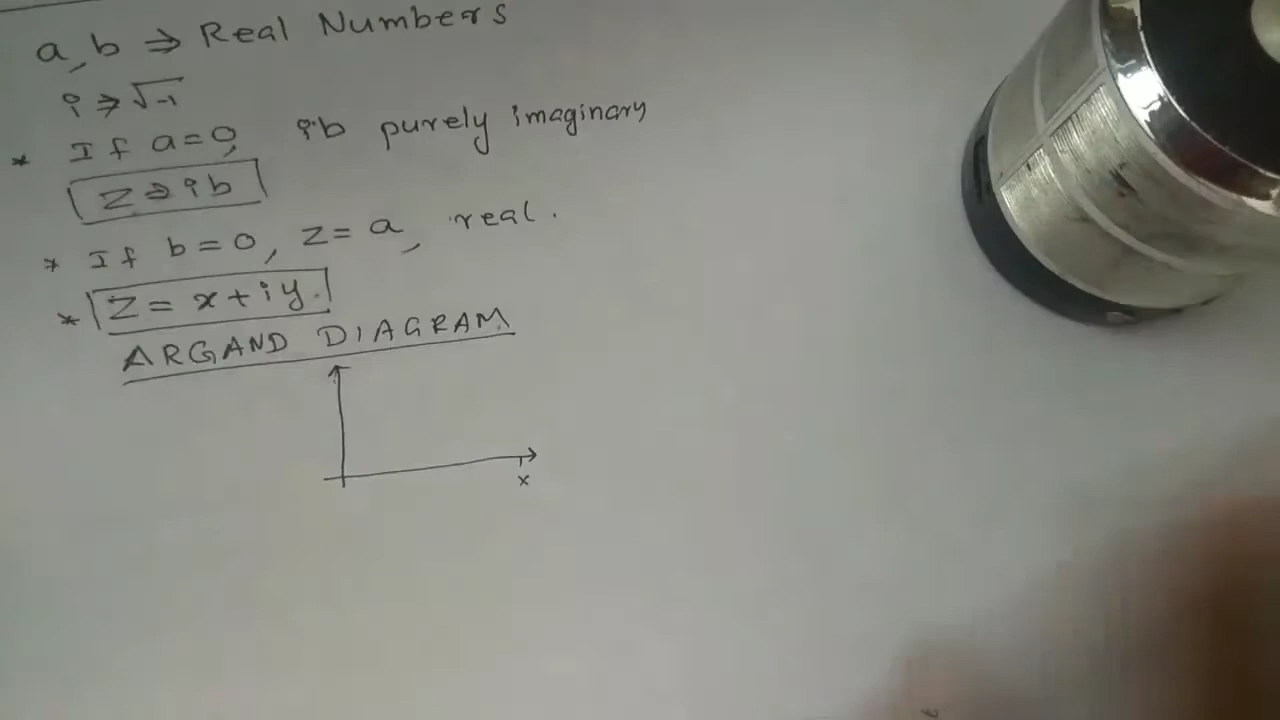 a, b ⇒ Real Numbers
i ⇒ √-1
* If a=0, ib purely imaginary
Z ⇒ ib
* If b=0, Z= a, real.
* Z= x+iy.
ARGAND DIAGRAM
x